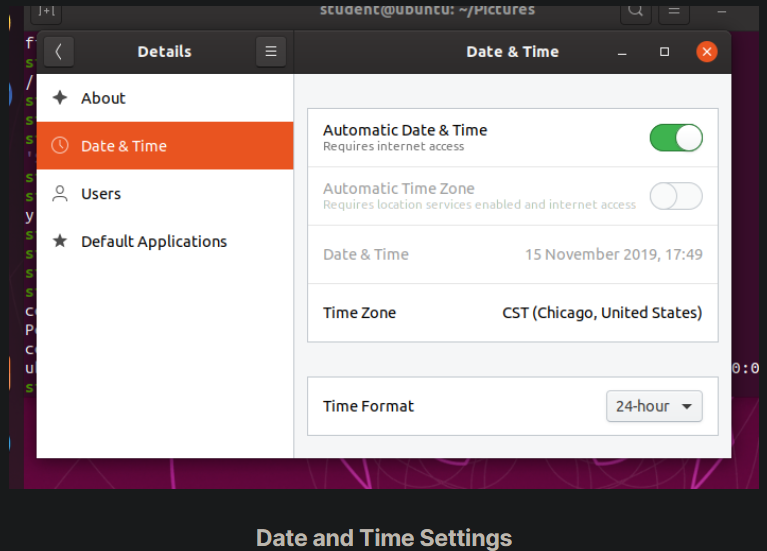 student@ubuntu: ~/Pictures
Details
Date & Time
About
Date & Time
Users
Default Applications
Automatic Date & Time
Requires internet access
Automatic Time Zone
Requires location services enabled and internet access
Date & Time
15 November 2019, 17:49
Time Zone
CST (Chicago, United States)
Time Format
24-hour
Date and Time Settings